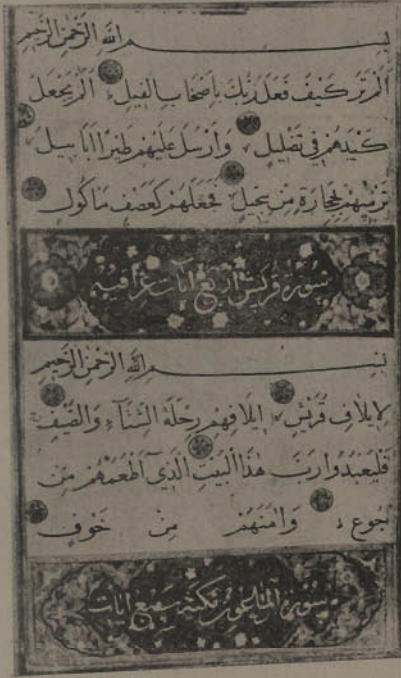 بسم الله الرحمن الرحيم
الم تر كيف فعل ربك باصحاب الفيل الم يجعل
كيدهم في تضليل وارسل عليهم طيرا ابابيل
ترميهم بحجارة من سجيل فجعلهم كعصف ماكول
سورة قريش اربع ايات
بسم الله الرحمن الرحيم
لايلاف قريش ايلافهم رحلة الشتاء والصيف
فليعبدوا رب هذا البيت الذي اطعمهم من
جوع وامنهم من خوف
سورة الماعون مكية سبع ايات